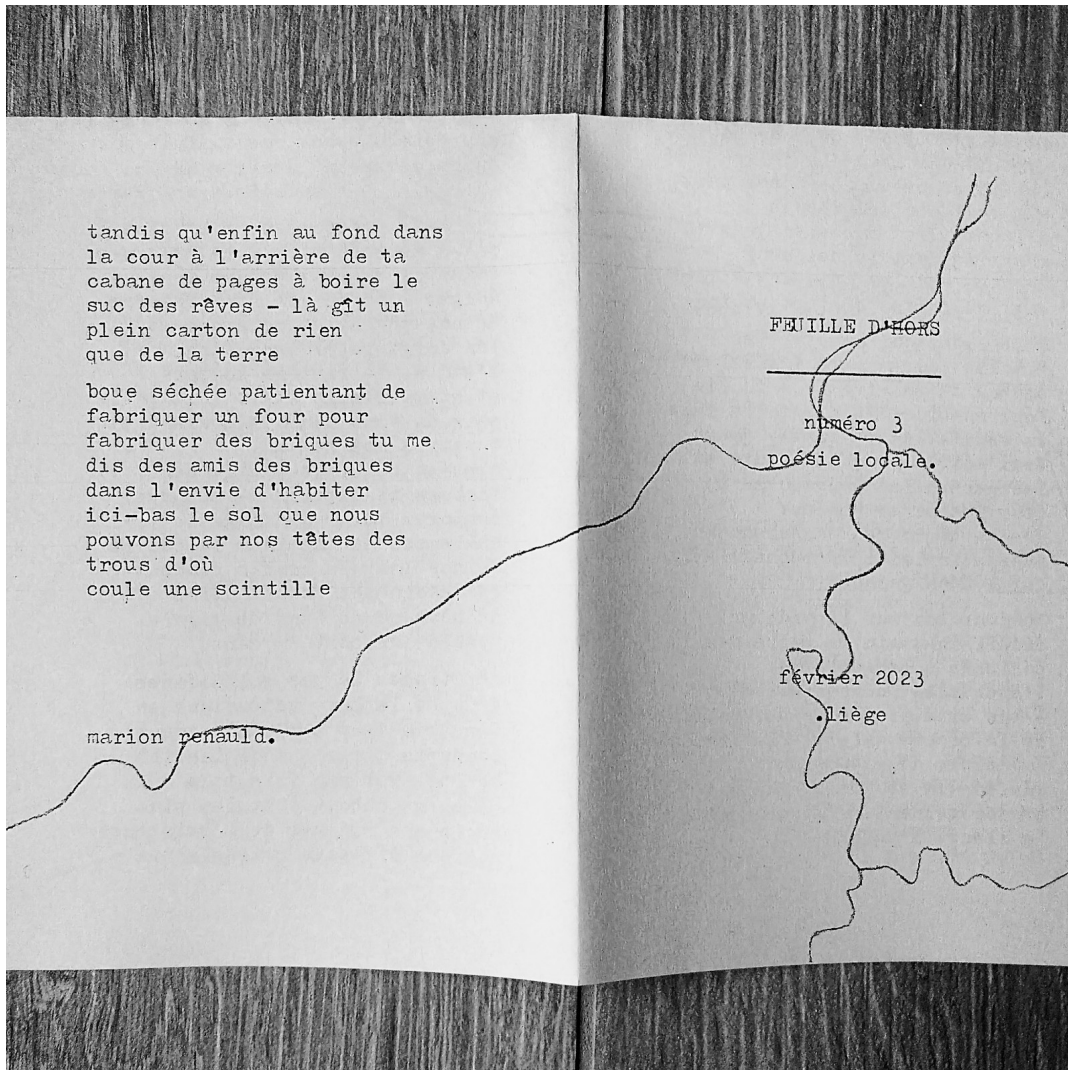 tandis qu'enfin au fond dans
la cour à l'arrière de ta
cabane de pages à boire le
suc des rêves - là gît un
plein carton de rien
que de la terre
boue séchée patientant de
fabriquer un four pour
fabriquer des briques tu me
dis des amis des briques
dans l'envie d'habiter
ici-bas le sol que nous
pouvons par nos têtes des
trous d'où
coule une scintille
marion renauld.
FEUILLE D'HORS
numéro 3
poésie locale.
février 2023
.liège